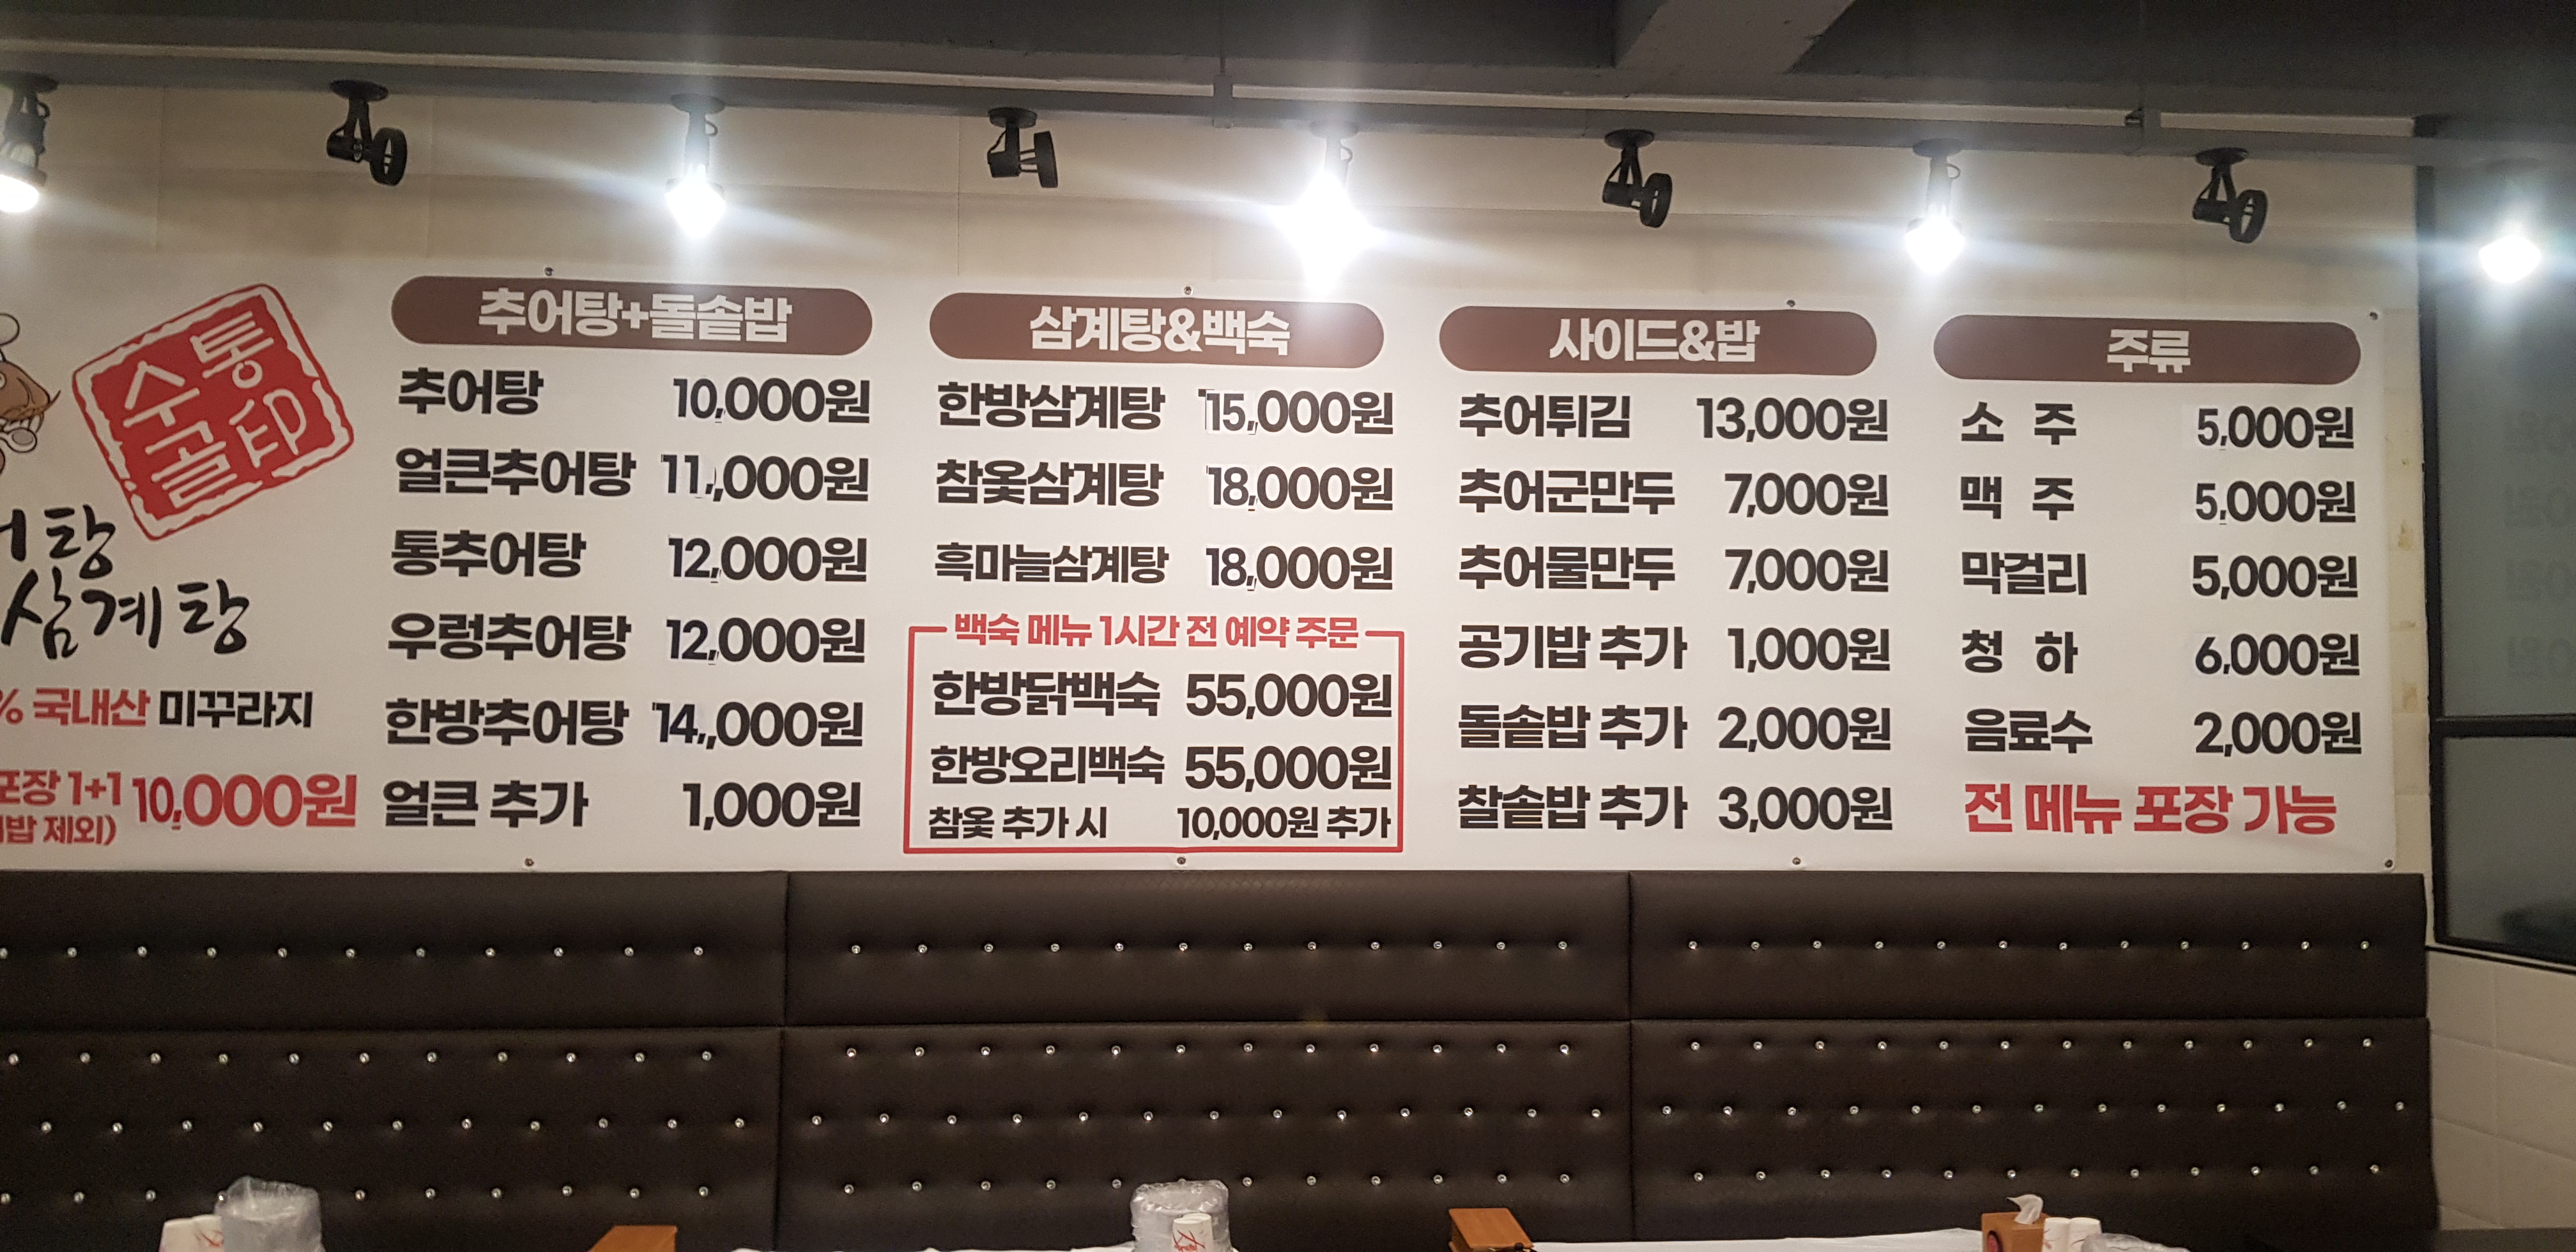 통
수
골
印
탕
삼계탕
% 국내산 미꾸라지
포장 1+1 10,000원
밥 제외)
추어탕+돌솥밥
추어탕 10,000원
얼큰추어탕 11,000원
통추어탕 12,000원
우렁추어탕 12,000원
한방추어탕 14,000원
얼큰 추가 1,000원
삼계탕&백숙
한방삼계탕 15,000원
참옻삼계탕 18,000원
흑마늘삼계탕 18,000원
백숙 메뉴 1시간 전 예약 주문
한방닭백숙 55,000원
한방오리백숙 55,000원
참옻 추가 시 10,000원 추가
사이드&밥
추어튀김 13,000원
추어군만두 7,000원
추어물만두 7,000원
공기밥 추가 1,000원
돌솥밥 추가 2,000원
찰솥밥 추가 3,000원
주류
소 주 5,000원
맥 주 5,000원
막걸리 5,000원
청 하 6,000원
음료수 2,000원
전 메뉴 포장 가능